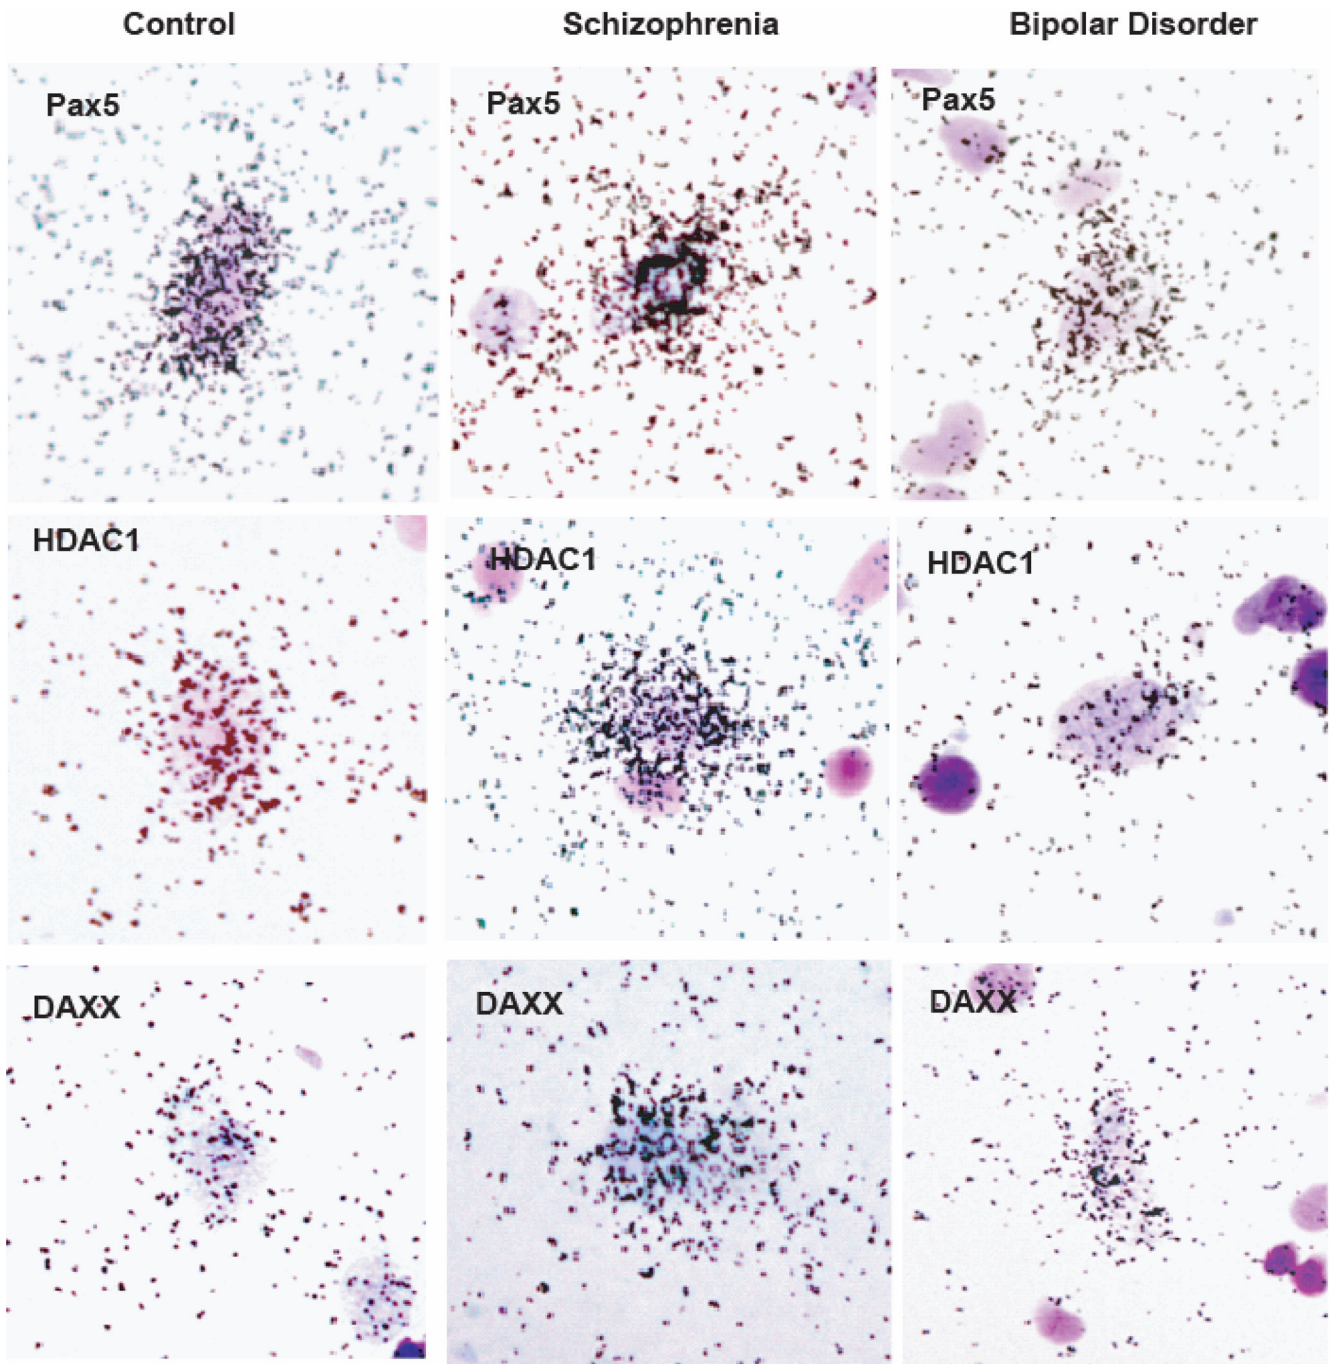 Control Schizophrenia Bipolar Disorder
Pax5 Pax5 Pax5
HDAC1 HDAC1 HDAC1
DAXX DAXX DAXX